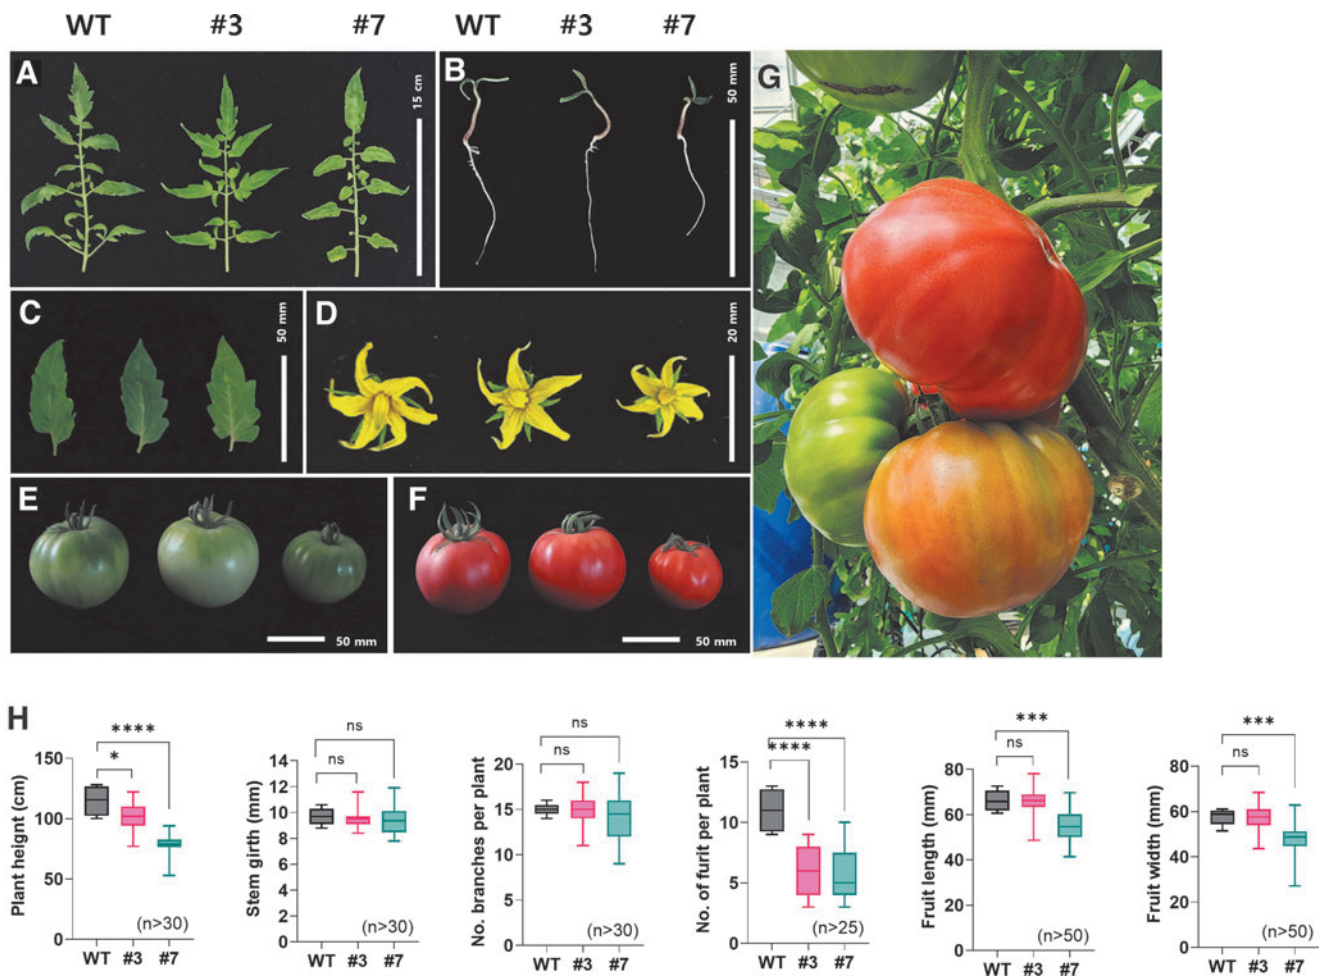 WT #3 #7 WT #3 #7
A
15 cm
B
50 mm
G
C
50 mm
D
20 mm
E
50 mm
F
50 mm
H
Plant heignt (cm)
150
100
50
0
****
*
(n>30)
WT #3 #7
Stem girth (mm)
14
12
10
8
6
4
2
0
ns
ns
(n>30)
WT #3 #7
No. branches per plant
20
15
10
5
0
ns
ns
(n>30)
WT #3 #7
No. of furit per plant
15
10
5
0
****
****
(n>25)
WT #3 #7
Fruit length (mm)
80
60
40
20
0
***
ns
(n>50)
WT #3 #7
Fruit width (mm)
80
60
40
20
0
***
ns
(n>50)
WT #3 #7